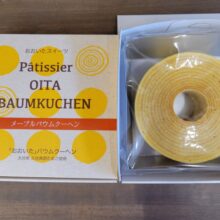 おおいたスイーツ
Pâtissier
OITA
BAUMKUCHEN
メープルバウムクーヘン
「おおいた」バウムクーヘン